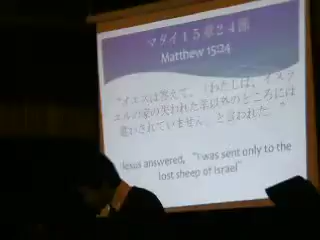 マタイ15章24節
Matthew 15:24
“イエスは答えて、「わたしは、イスラ
エルの家の失われた羊以外のところには
遣わされていません。」と言われた。”
Jesus answered, “I was sent only to the
lost sheep of Israel”